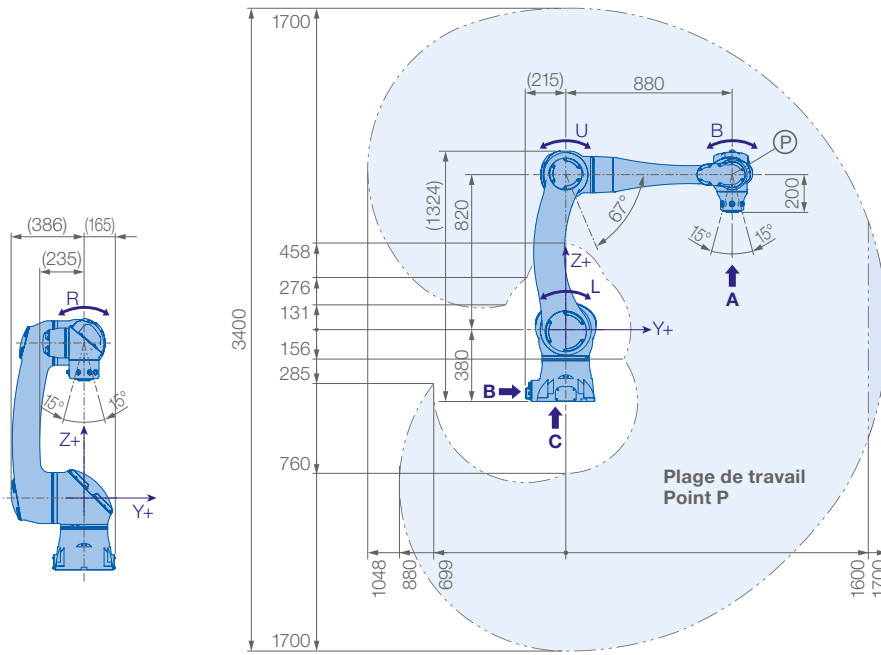 1700
(215)
880
U
B
P
(386)
(165)
(235)
R
15°
15°
Z+
Y+
3400
(1324)
820
67°
200
15°
15°
A
458
276
131
156
285
380
760
Z+
L
Y+
B
C
Plage de travail
Point P
1048
880
699
1600
1700
1700